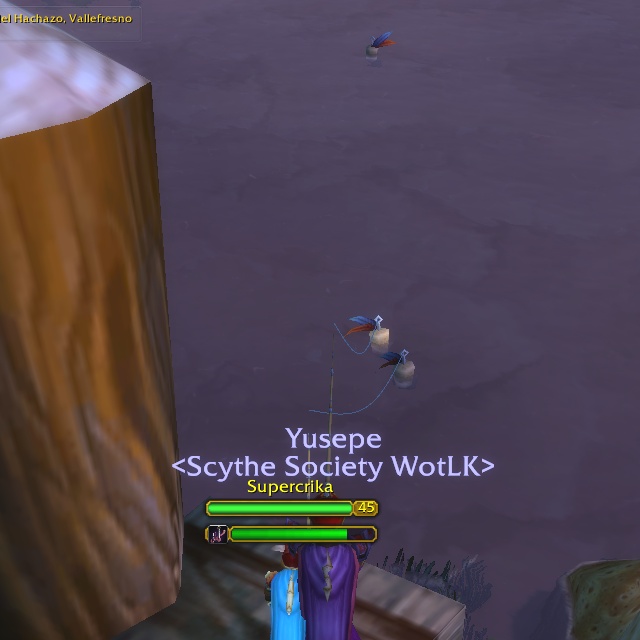 el Hachazo, Vallefresno
Yusepe
<Scythe Society WotLK>
Supercrika
45